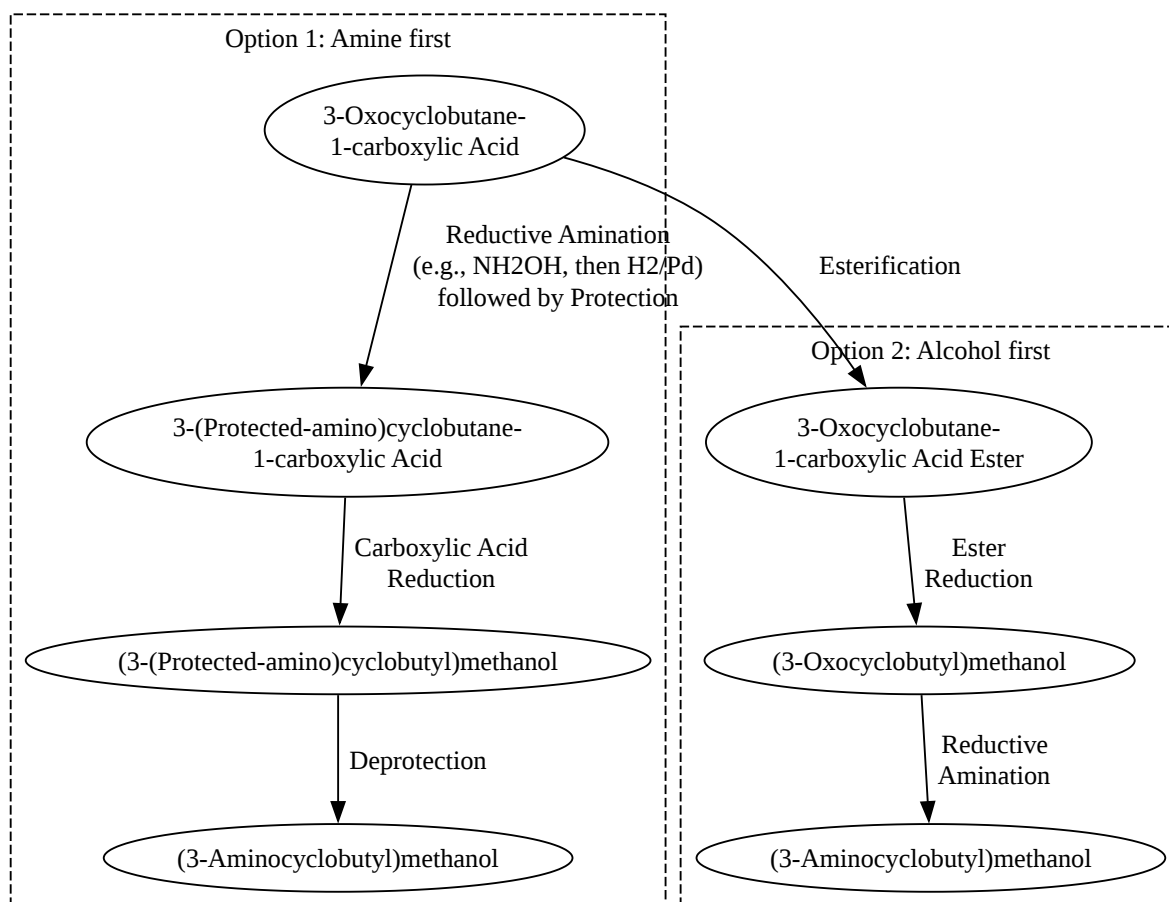 Option 1: Amine first
3-Oxocyclobutane-
1-carboxylic Acid
Reductive Amination
(e.g., NH2OH, then H2/Pd)
followed by Protection
Esterification
Option 2: Alcohol first
3-(Protected-amino)cyclobutane-
1-carboxylic Acid
3-Oxocyclobutane-
1-carboxylic Acid Ester
Carboxylic Acid
Reduction
Ester
Reduction
(3-(Protected-amino)cyclobutyl)methanol
(3-Oxocyclobutyl)methanol
Deprotection
Reductive
Amination
(3-Aminocyclobutyl)methanol
(3-Aminocyclobutyl)methanol